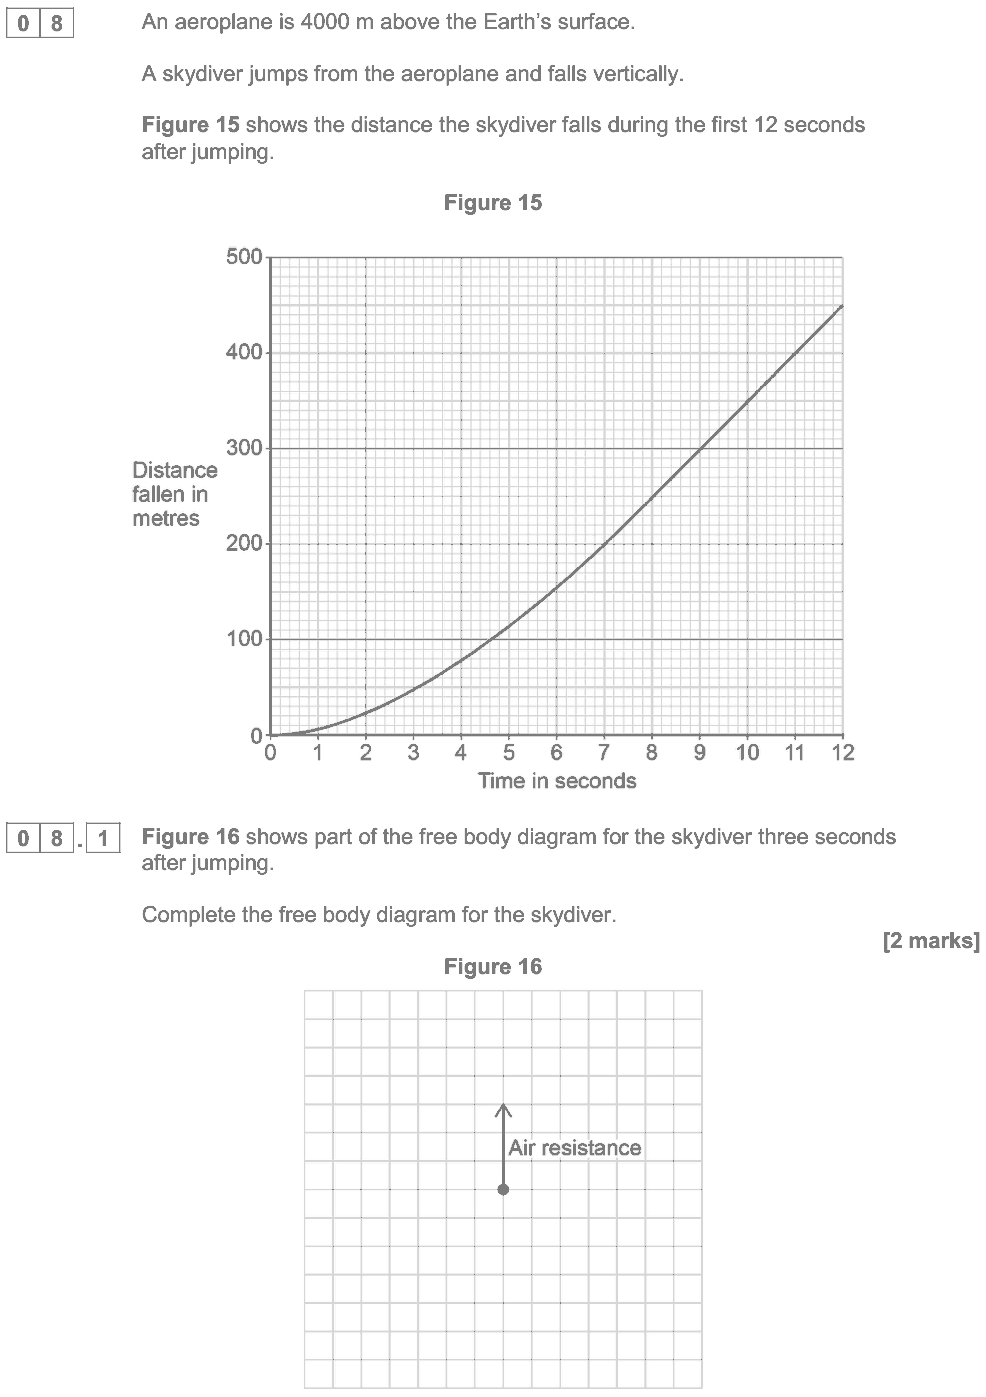 0 8 An aeroplane is 4000 m above the Earth's surface.
A skydiver jumps from the aeroplane and falls vertically.
Figure 15 shows the distance the skydiver falls during the first 12 seconds
after jumping.
Figure 15
500
400
300
200
100
0
Distance
fallen in
metres
0 1 2 3 4 5 6 7 8 9 10 11 12
Time in seconds
0 8 . 1 Figure 16 shows part of the free body diagram for the skydiver three seconds
after jumping.
Complete the free body diagram for the skydiver.
[2 marks]
Figure 16
Air resistance